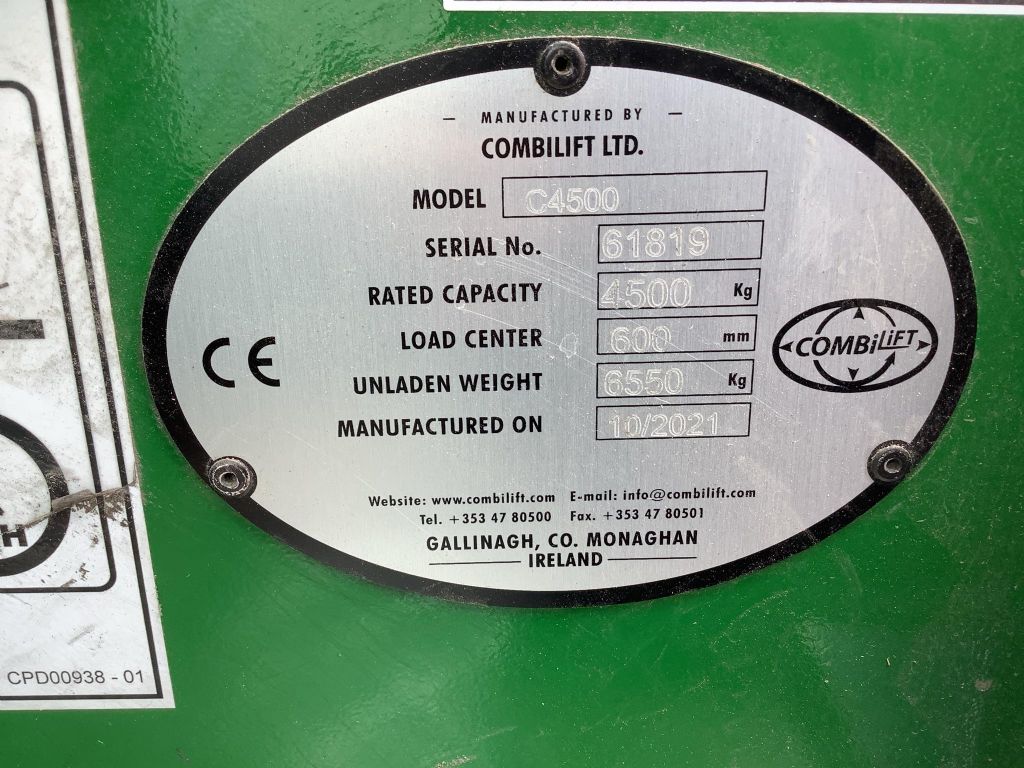 MANUFACTURED BY
COMBILIFT LTD.
MODEL C4500
SERIAL No. 61819
RATED CAPACITY 4500 Kg
LOAD CENTER 600 mm
UNLADEN WEIGHT 6550 Kg
MANUFACTURED ON 10/2021
CE
COMBiLiFT
Website: www.combilift.com E-mail: info@combilift.com
Tel. +353 47 80500 Fax. +353 47 80501
GALLINAGH, CO. MONAGHAN
IRELAND
CPD00938 - 01